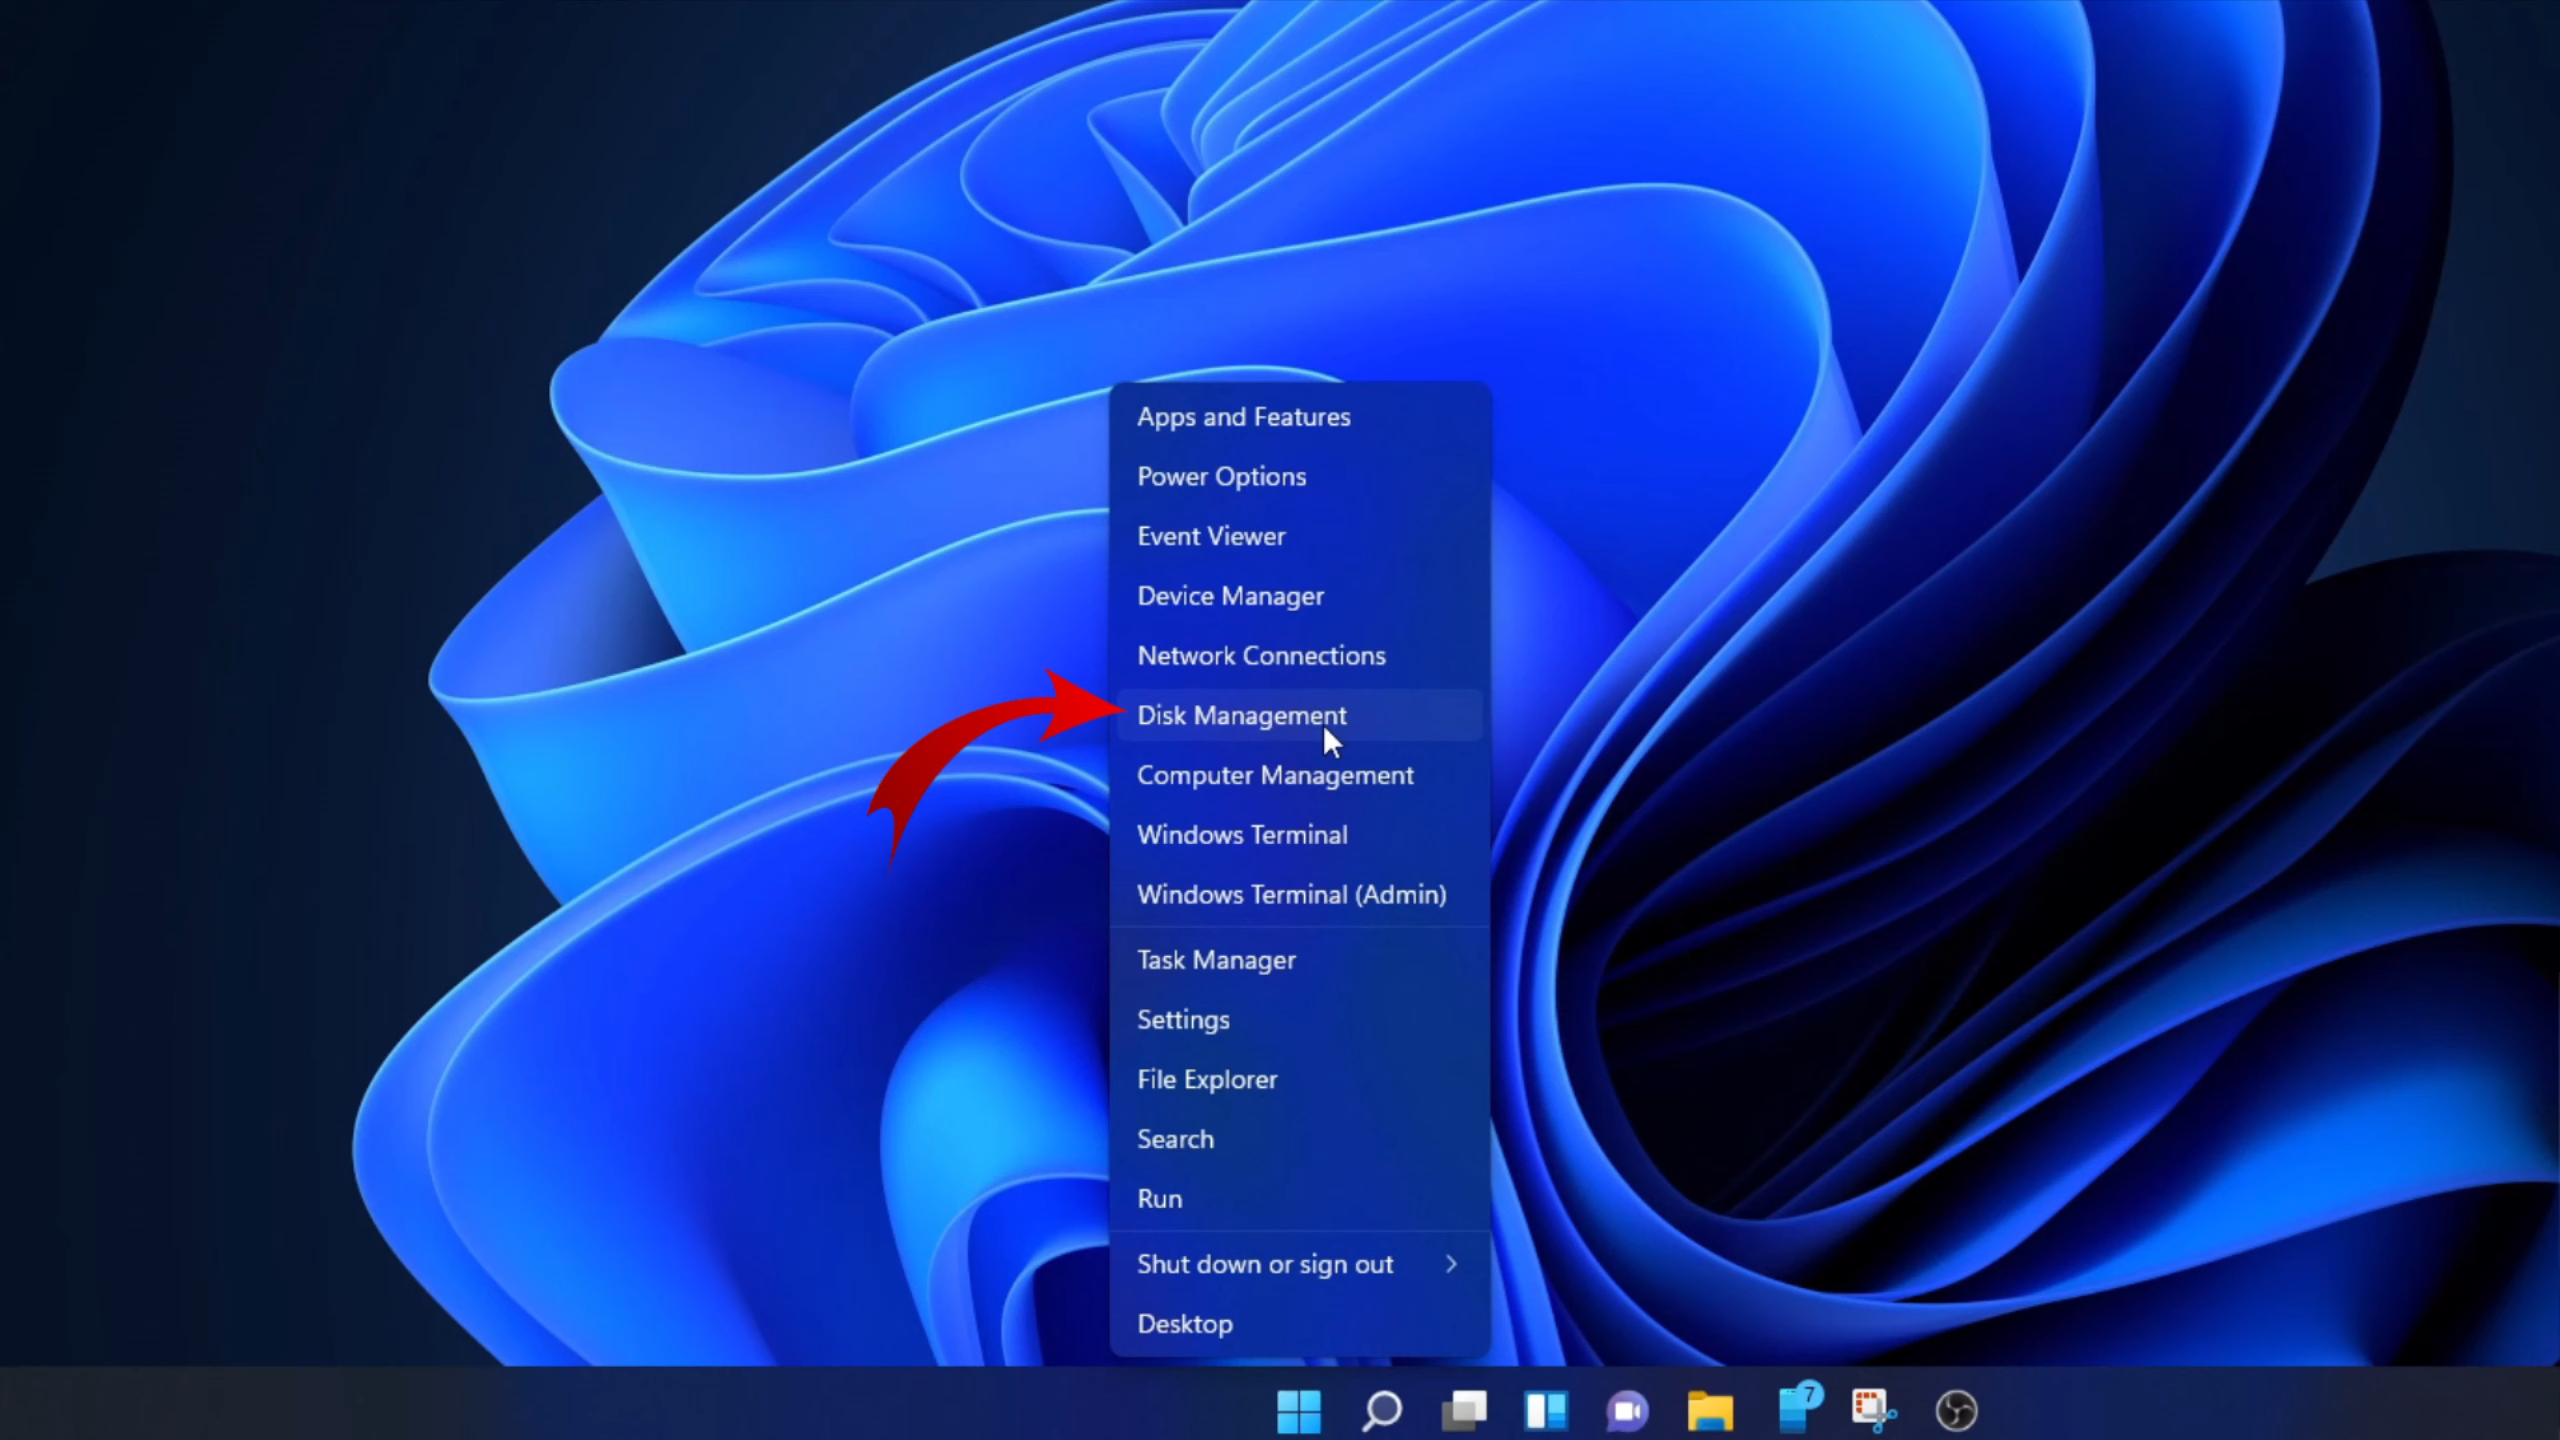 Apps and Features
Power Options
Event Viewer
Device Manager
Network Connections
Disk Management
Computer Management
Windows Terminal
Windows Terminal (Admin)
Task Manager
Settings
File Explorer
Search
Run
Shut down or sign out
Desktop
7